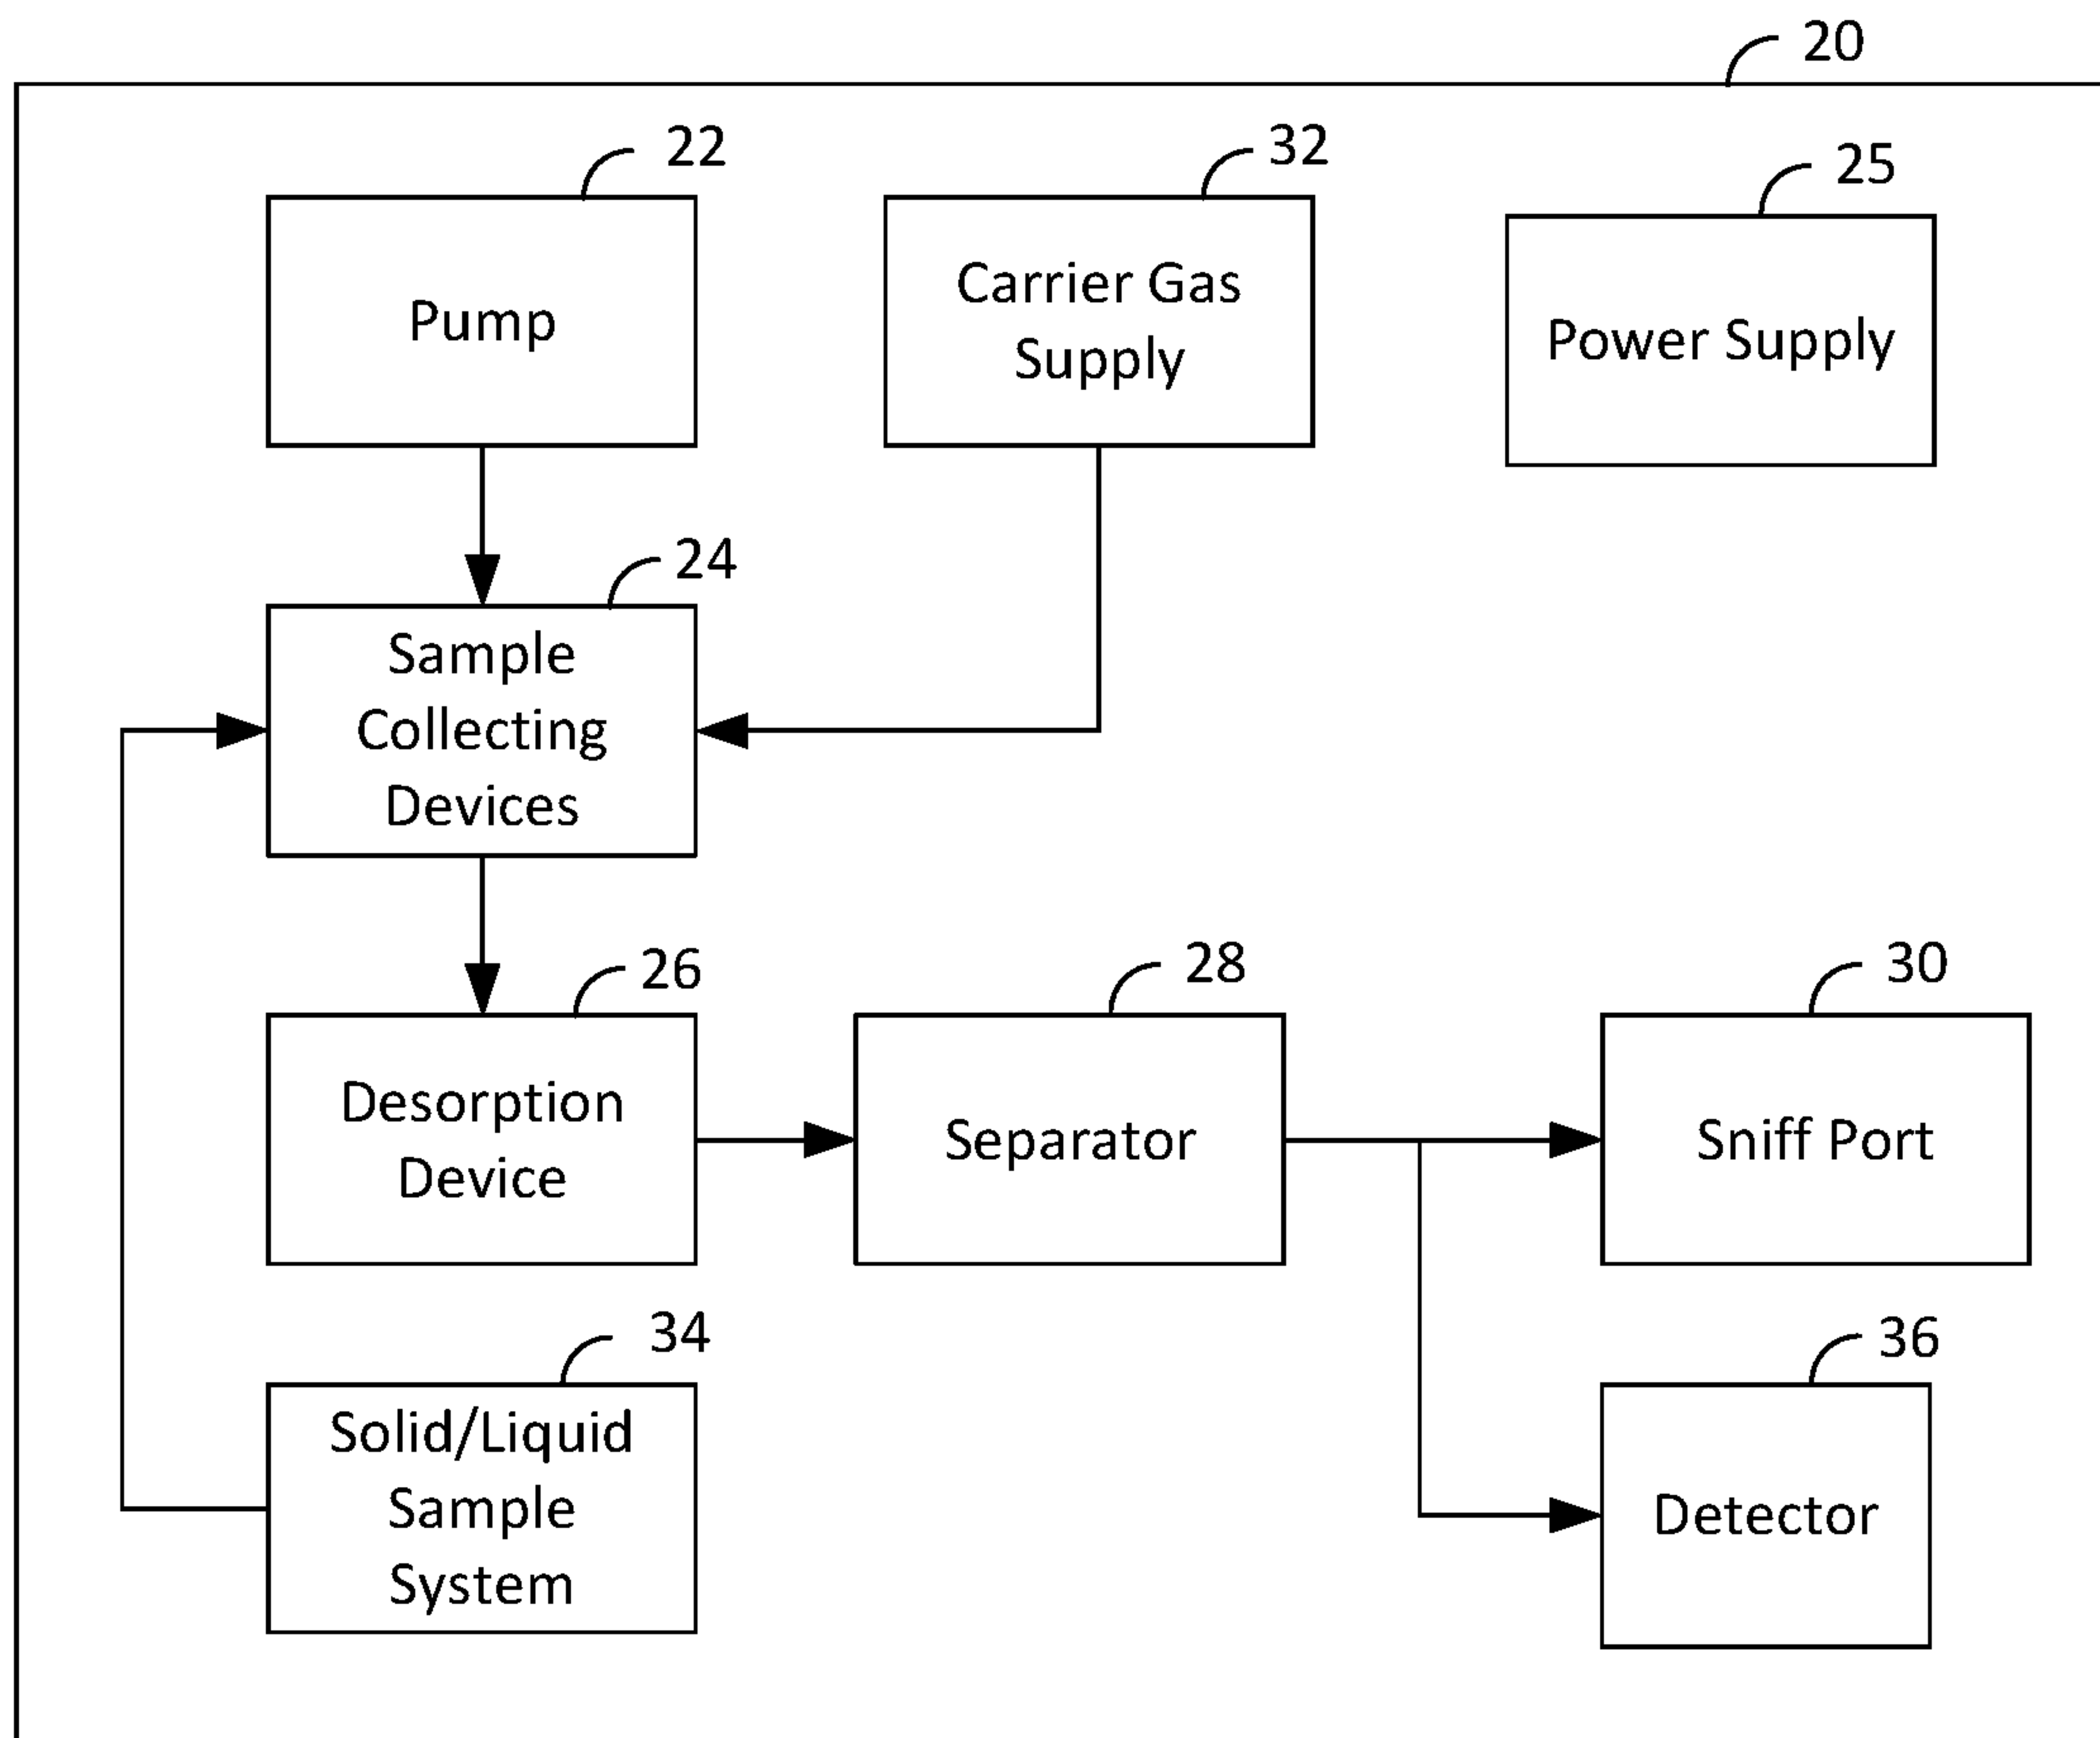 20
22
32
25
Pump
Carrier Gas
Supply
Power Supply
24
Sample
Collecting
Devices
26
28
30
Desorption
Device
Separator
Sniff Port
34
36
Solid/Liquid
Sample
System
Detector